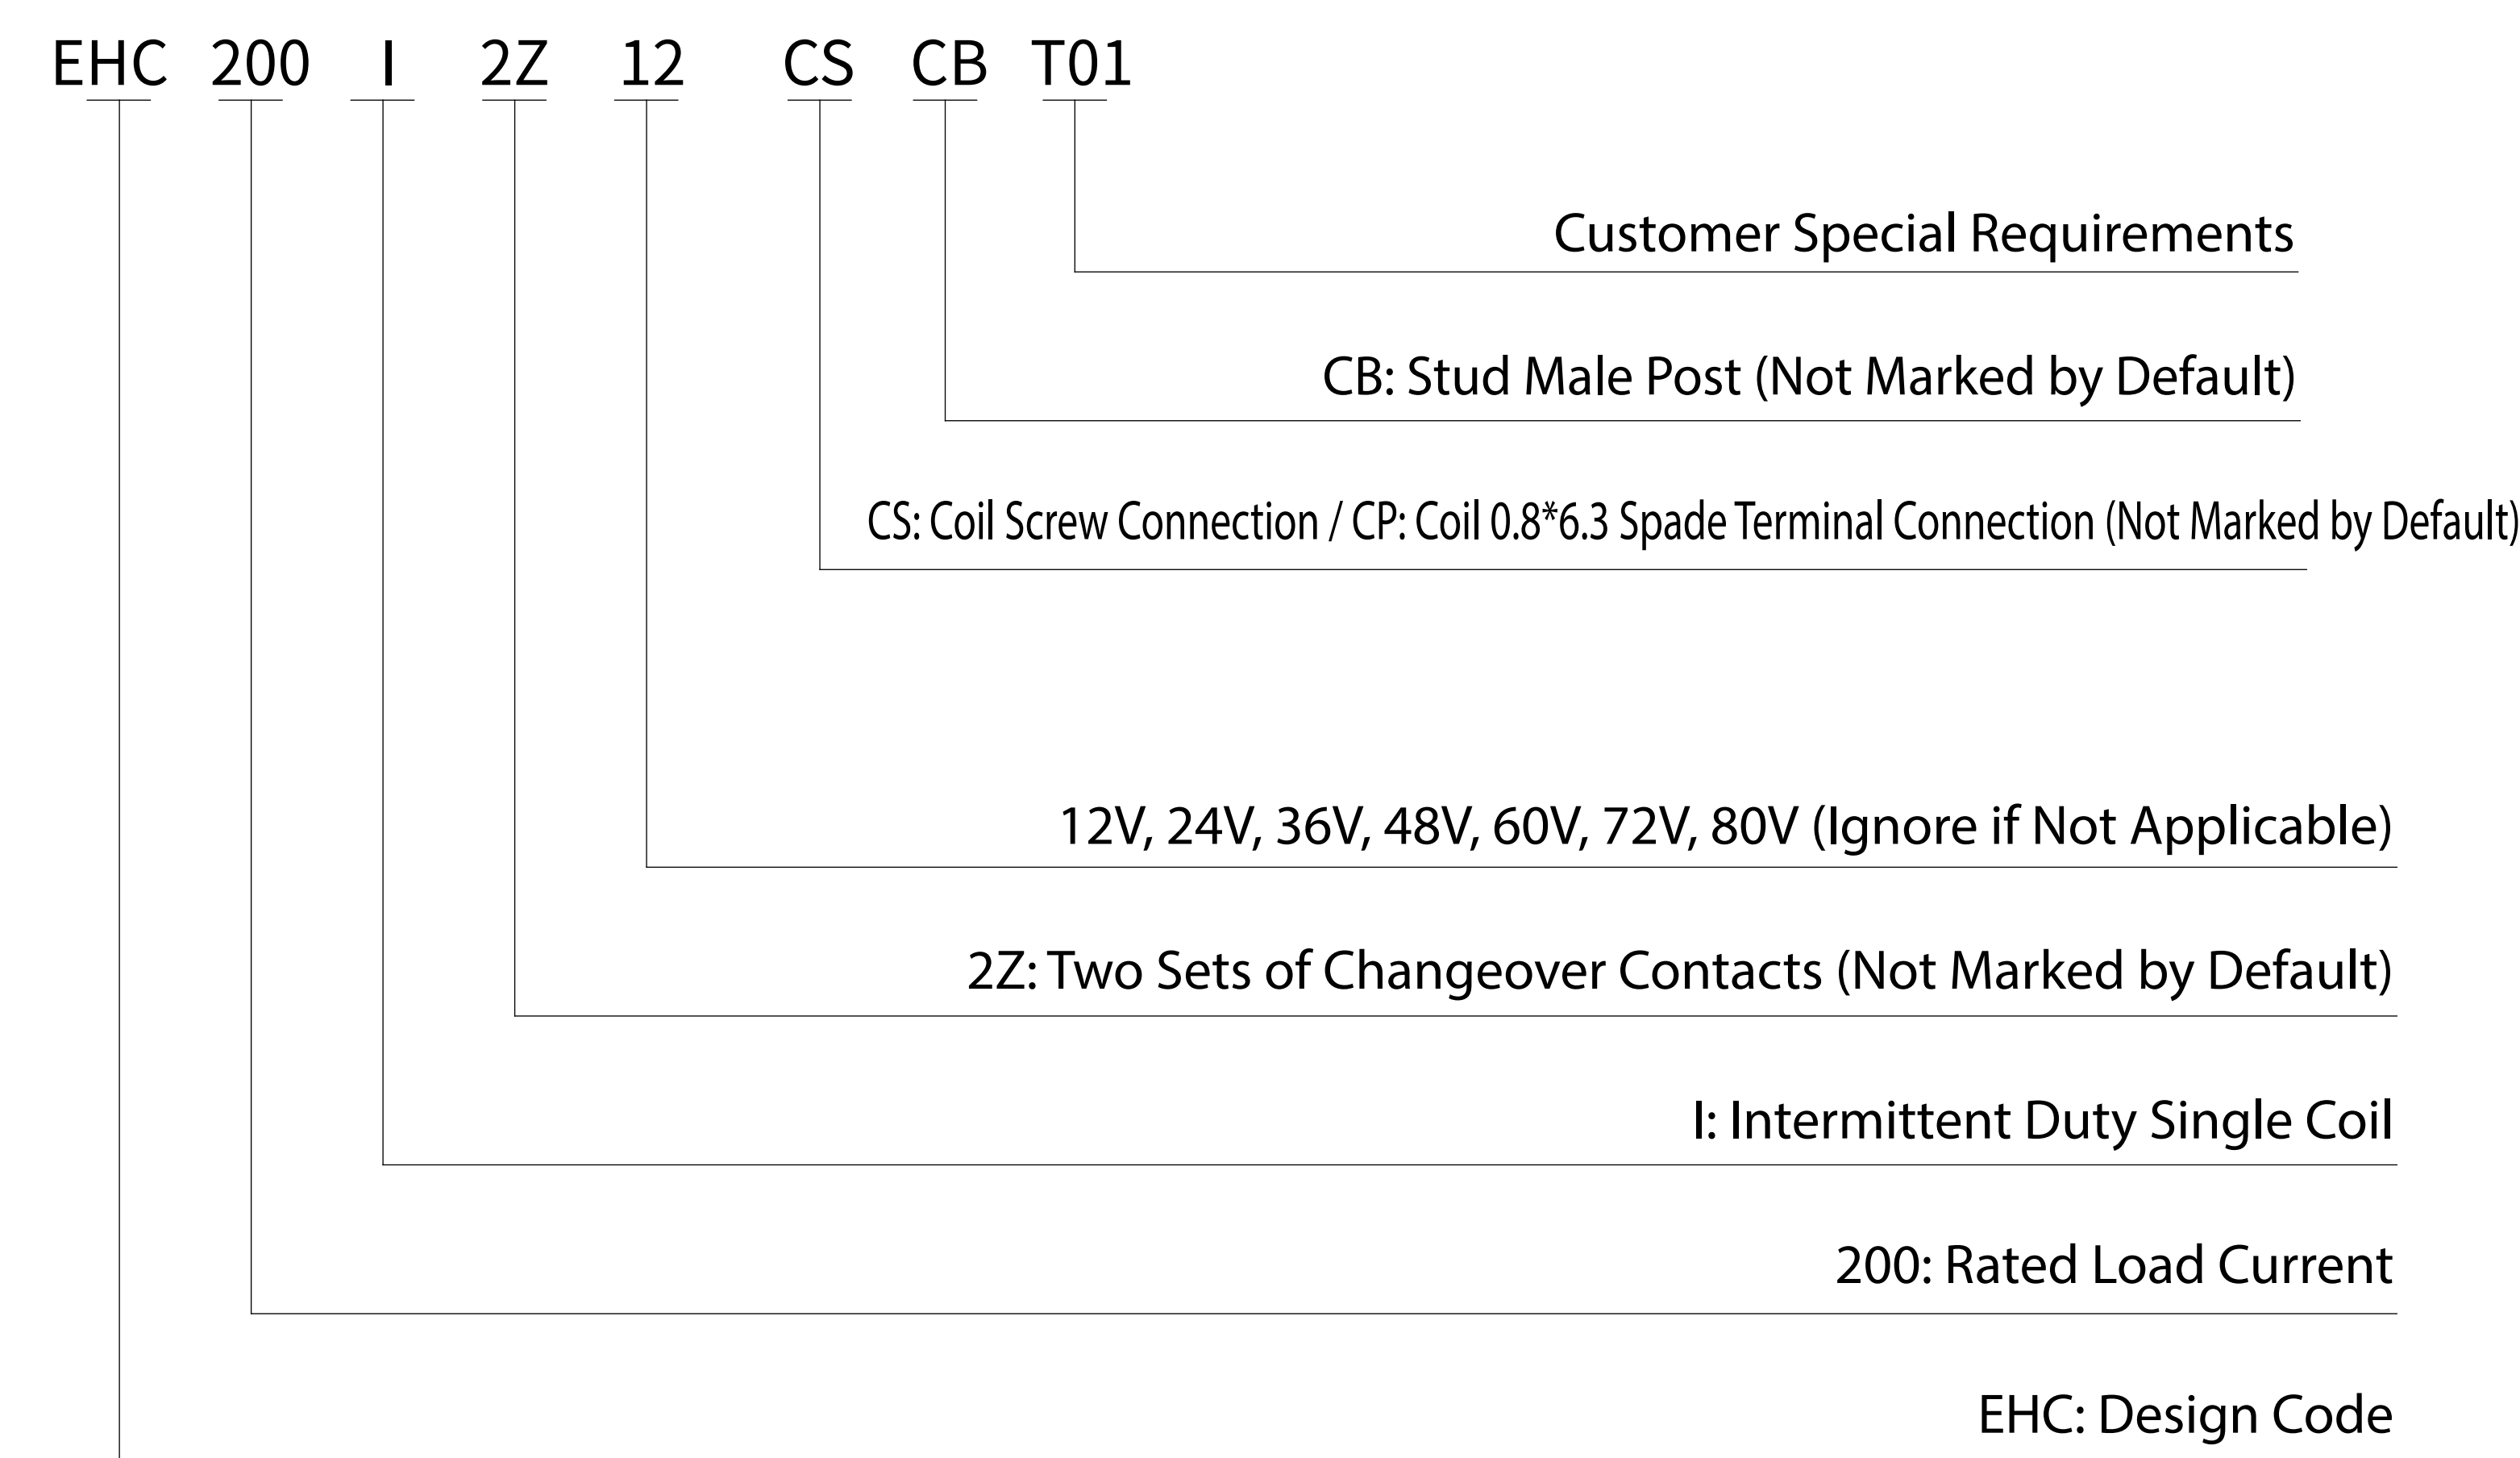 EHC 200 I 2Z 12 CS CB T01
Customer Special Requirements
CB: Stud Male Post (Not Marked by Default)
CS: Coil Screw Connection / CP: Coil 0.8*6.3 Spade Terminal Connection (Not Marked by Default)
12V, 24V, 36V, 48V, 60V, 72V, 80V (Ignore if Not Applicable)
2Z: Two Sets of Changeover Contacts (Not Marked by Default)
I: Intermittent Duty Single Coil
200: Rated Load Current
EHC: Design Code